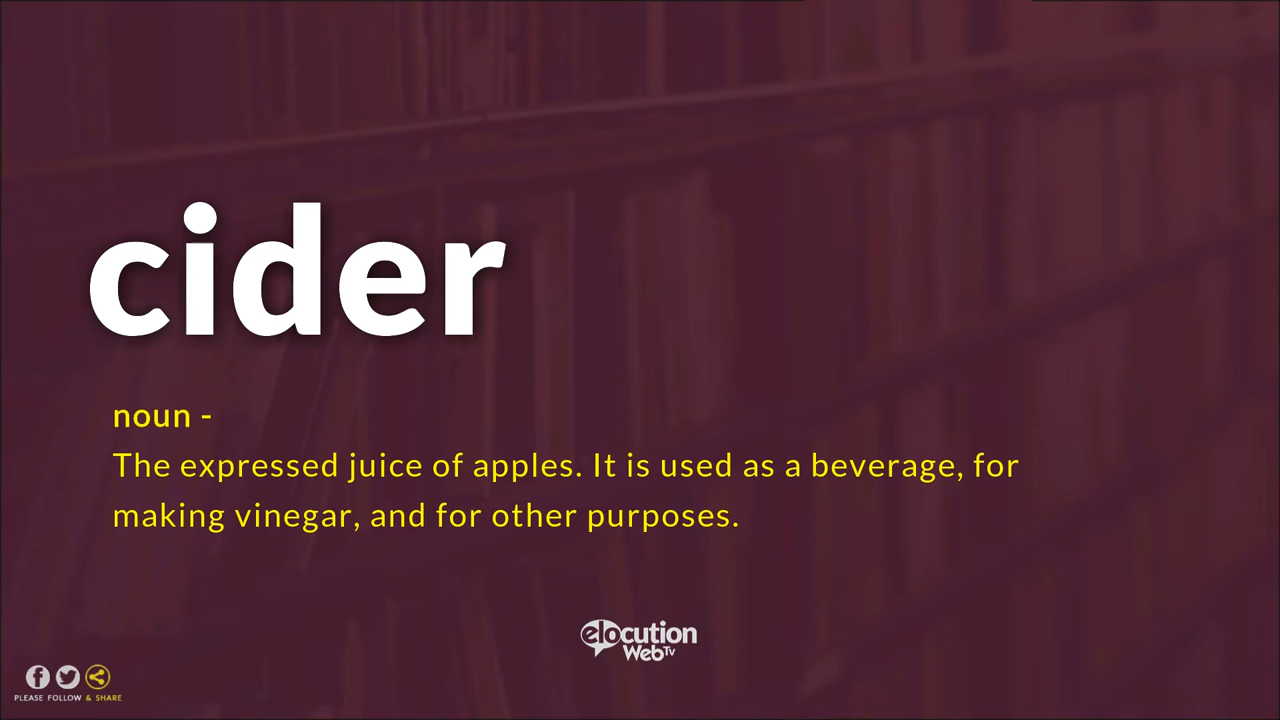 cider
noun -
The expressed juice of apples. It is used as a beverage, for
making vinegar, and for other purposes.
elocution
WebTv
PLEASE FOLLOW & SHARE